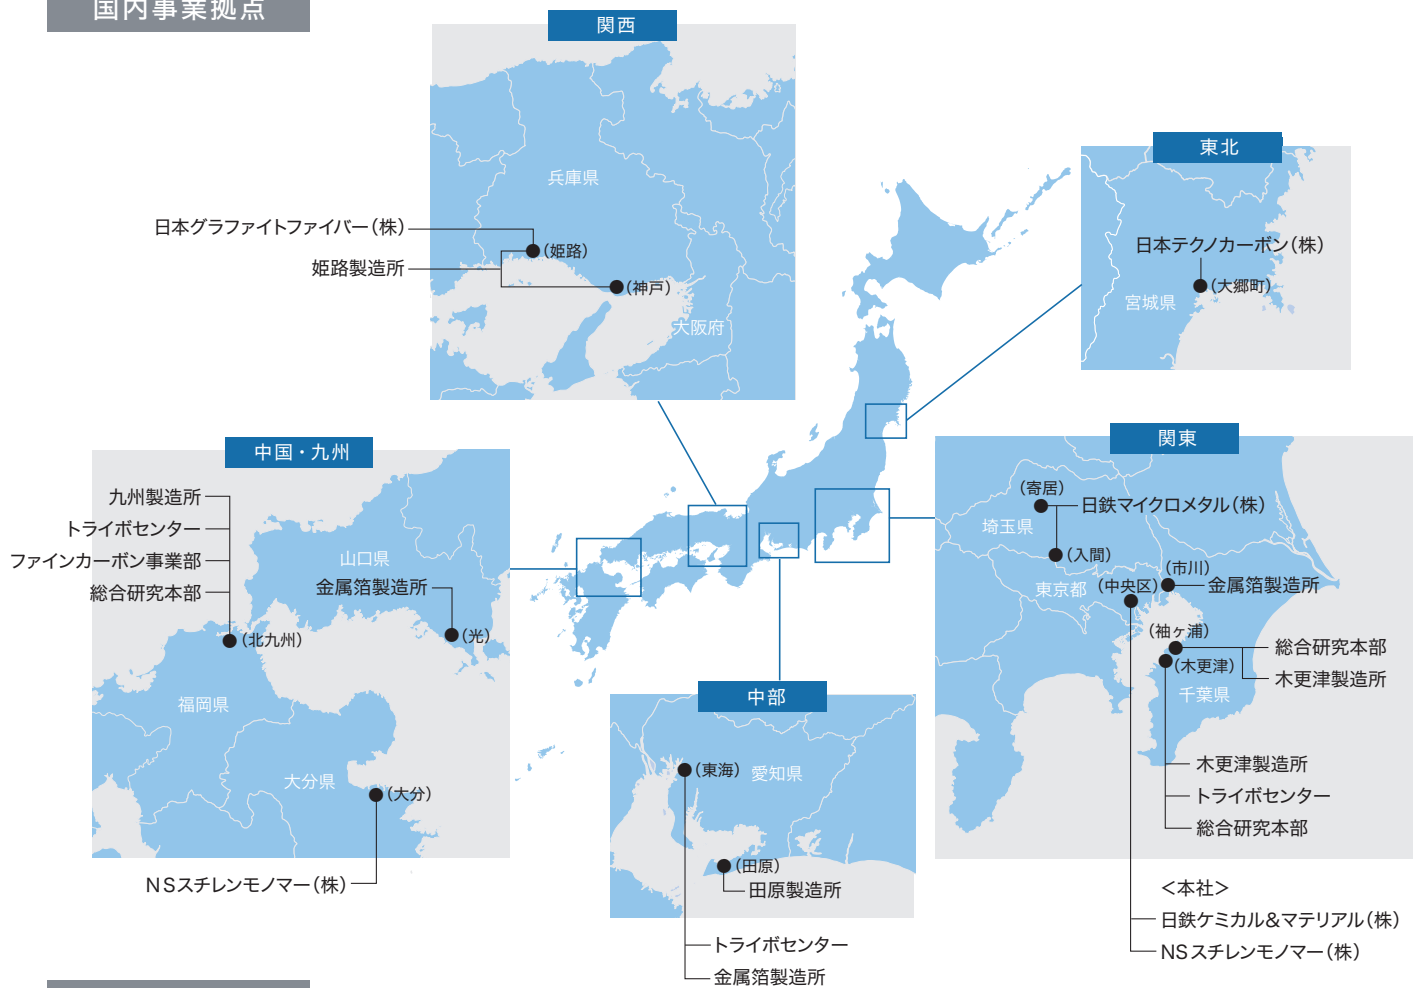 国内事業拠点
関西
兵庫県
日本グラファイトファイバー(株)
(姫路)
姫路製造所
(神戸)
大阪府
東北
日本テクノカーボン(株)
(大郷町)
宮城県
中国・九州
九州製造所
トライボセンター
ファインカーボン事業部
総合研究本部
(北九州)
山口県
金属箔製造所
(光)
福岡県
大分県
(大分)
NSスチレンモノマー(株)
中部
(東海)
愛知県
(田原)
田原製造所
トライボセンター
金属箔製造所
関東
(寄居)
日鉄マイクロメタル(株)
埼玉県
(入間)
(市川)
東京都
(中央区)
金属箔製造所
(袖ヶ浦)
総合研究本部
(木更津)
木更津製造所
千葉県
木更津製造所
トライボセンター
総合研究本部
<本社>
日鉄ケミカル&マテリアル(株)
NSスチレンモノマー(株)